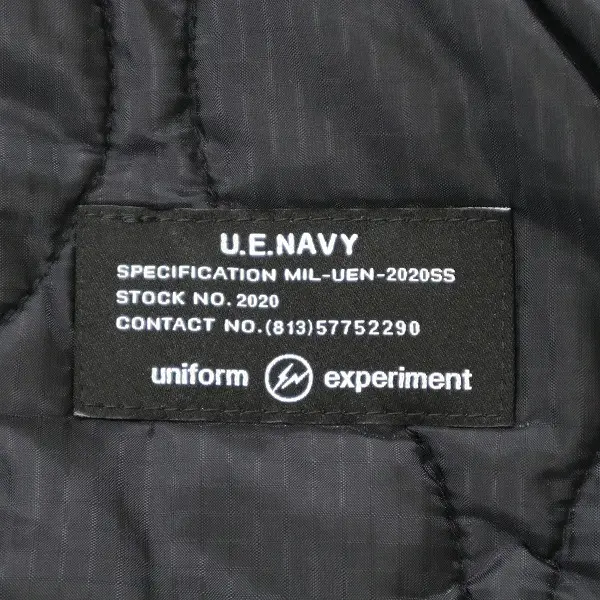 U.E.NAVY
SPECIFICATION MIL-UEN-2020SS
STOCK NO. 2020
CONTACT NO.(813)57752290
uniform experiment